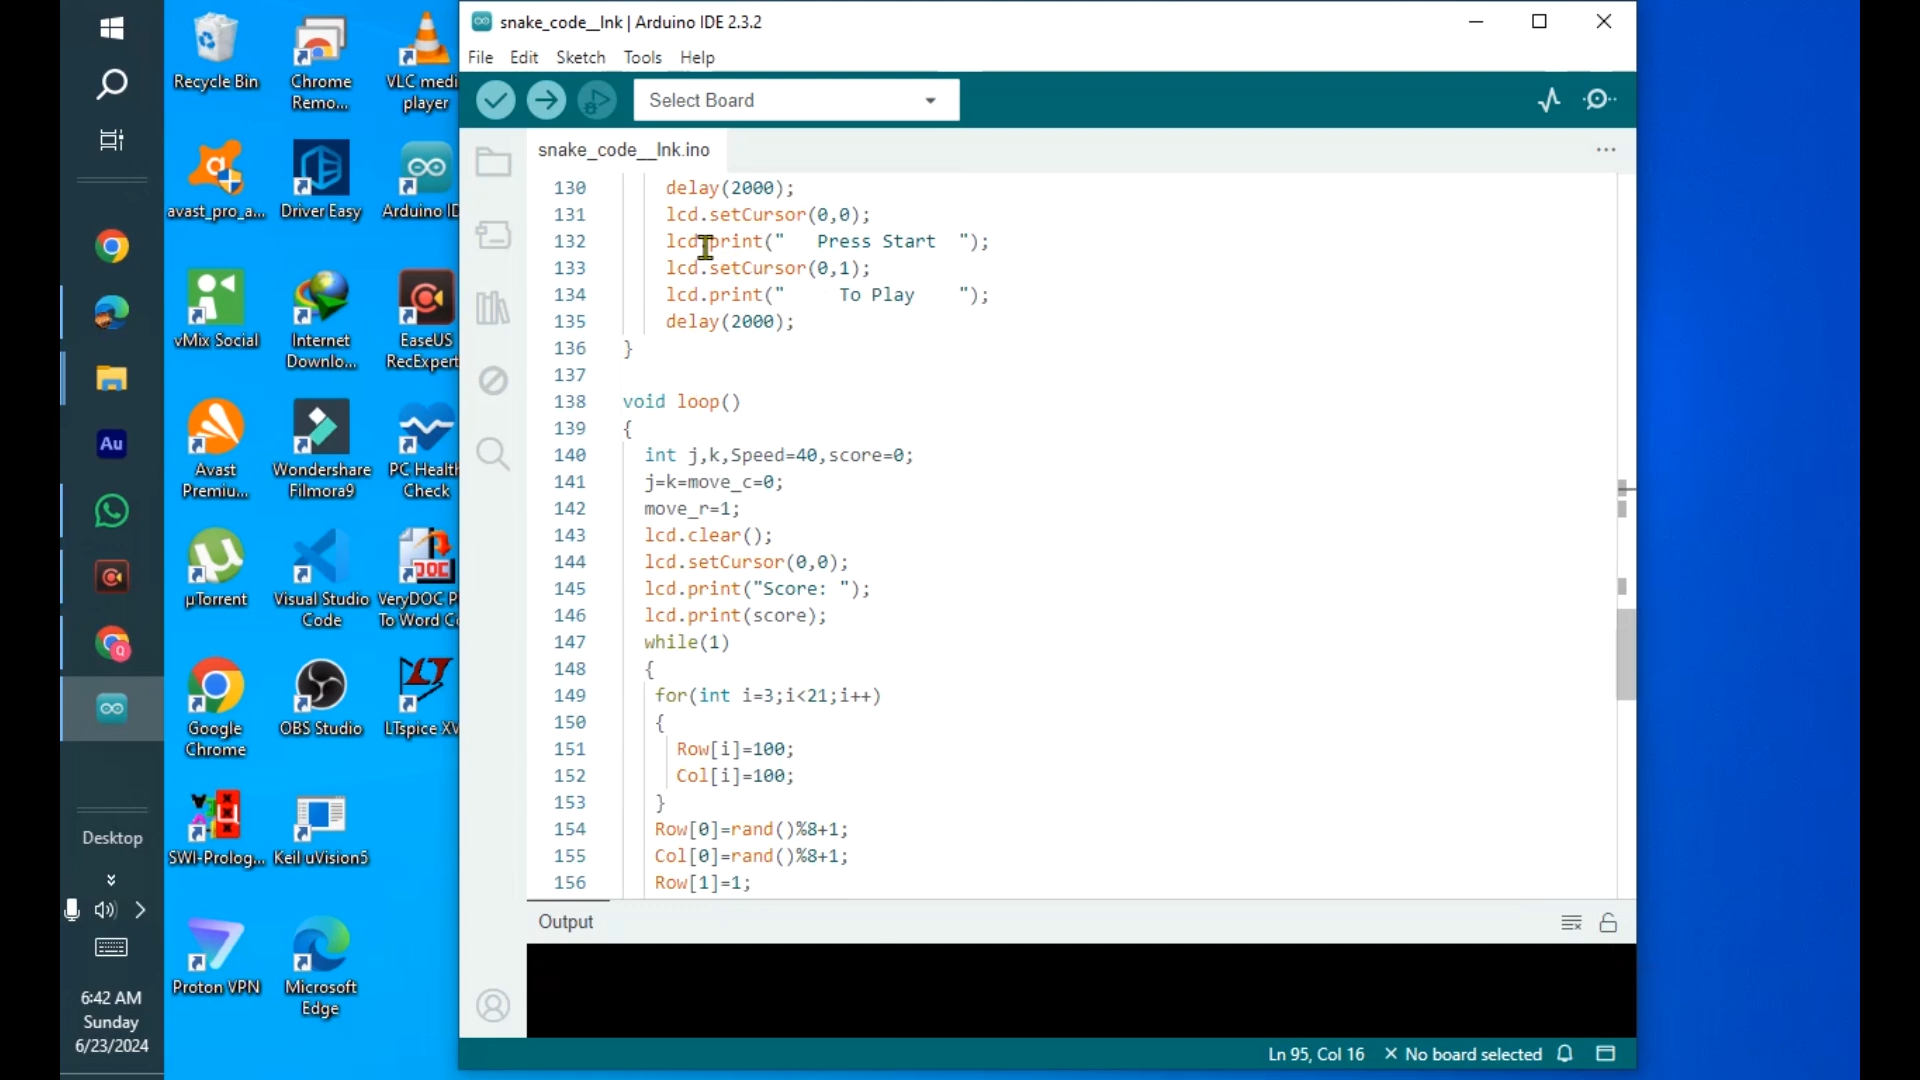 Recycle Bin
Chrome
Remo...
VLC medi
player
avast_pro_a...
Driver Easy
Arduino ID
vMix Social
Internet
Downlo...
EaseUS
RecExpert
Avast
Premiu...
Wondershare
Filmora9
PC Health
Check
µTorrent
Visual Studio
Code
VeryDOC P
To Word Co
Google
Chrome
OBS Studio
LTspice XV
SWI-Prolog...
Keil uVision5
Proton VPN
Microsoft
Edge
Au
Q
Desktop
6:42 AM
Sunday
6/23/2024
snake_code__lnk | Arduino IDE 2.3.2
File Edit Sketch Tools Help
Select Board
snake_code__lnk.ino
130 delay(2000);
131 lcd.setCursor(0,0);
132 lcd.print("   Press Start  ");
133 lcd.setCursor(0,1);
134 lcd.print("     To Play    ");
135 delay(2000);
136 }
137
138 void loop()
139 {
140 int j,k,Speed=40,score=0;
141 j=k=move_c=0;
142 move_r=1;
143 lcd.clear();
144 lcd.setCursor(0,0);
145 lcd.print("Score: ");
146 lcd.print(score);
147 while(1)
148 {
149 for(int i=3;i<21;i++)
150 {
151 Row[i]=100;
152 Col[i]=100;
153 }
154 Row[0]=rand()%8+1;
155 Col[0]=rand()%8+1;
156 Row[1]=1;
Output
Ln 95, Col 16 × No board selected